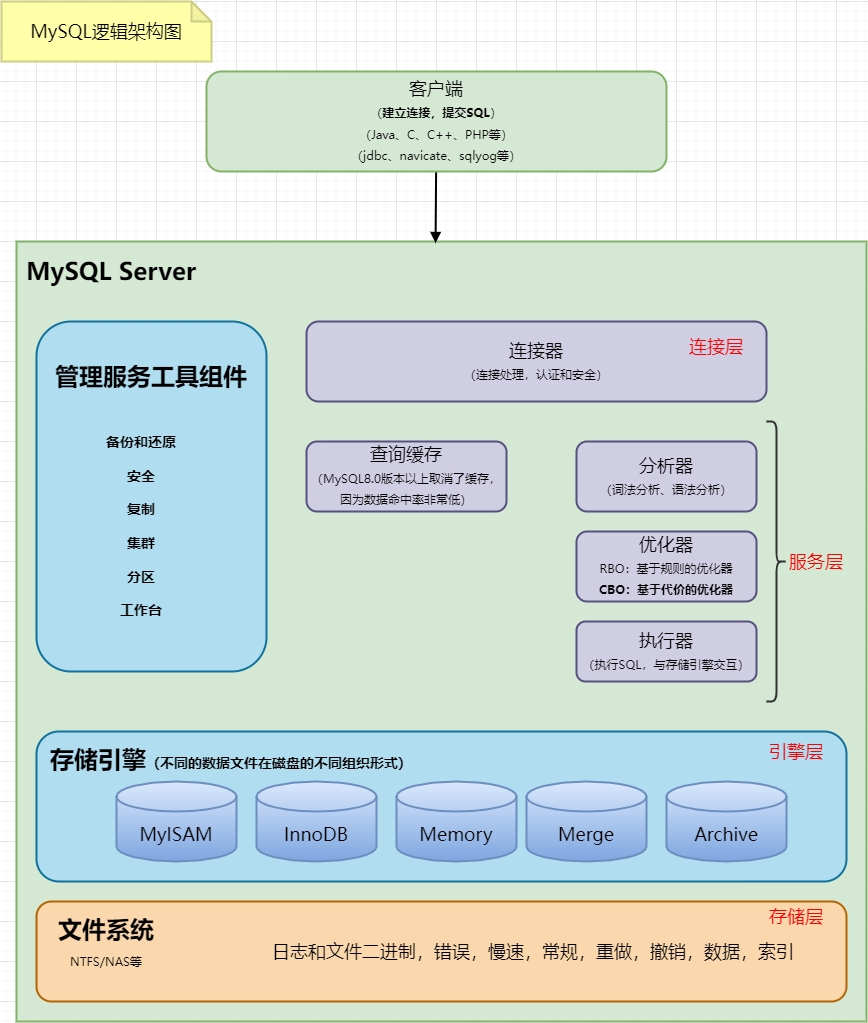 MySQL逻辑架构图
客户端
（建立连接，提交SQL）
（Java、C、C++、PHP等）
（jdbc、navicate、sqlyog等）
MySQL Server
管理服务工具组件
备份和还原
安全
复制
集群
分区
工作台
连接器
（连接处理，认证和安全）
连接层
查询缓存
（MySQL8.0版本以上取消了缓存，
因为数据命中率非常低）
分析器
（词法分析、语法分析）
优化器
RBO：基于规则的优化器
CBO：基于代价的优化器
执行器
（执行SQL，与存储引擎交互）
服务层
存储引擎（不同的数据文件在磁盘的不同组织形式）
引擎层
MyISAM
InnoDB
Memory
Merge
Archive
文件系统
NTFS/NAS等
日志和文件二进制，错误，慢速，常规，重做，撤销，数据，索引
存储层